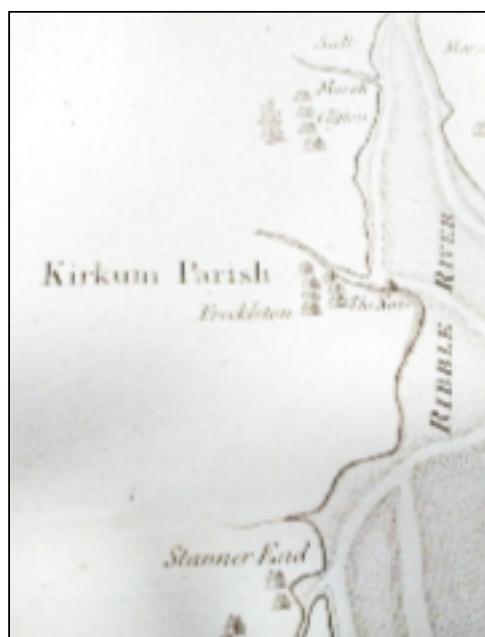 Salt
Marsh
Clifton
Kirkum Parish
Freckleton
The Naze
RIBBLE RIVER
Stanner End